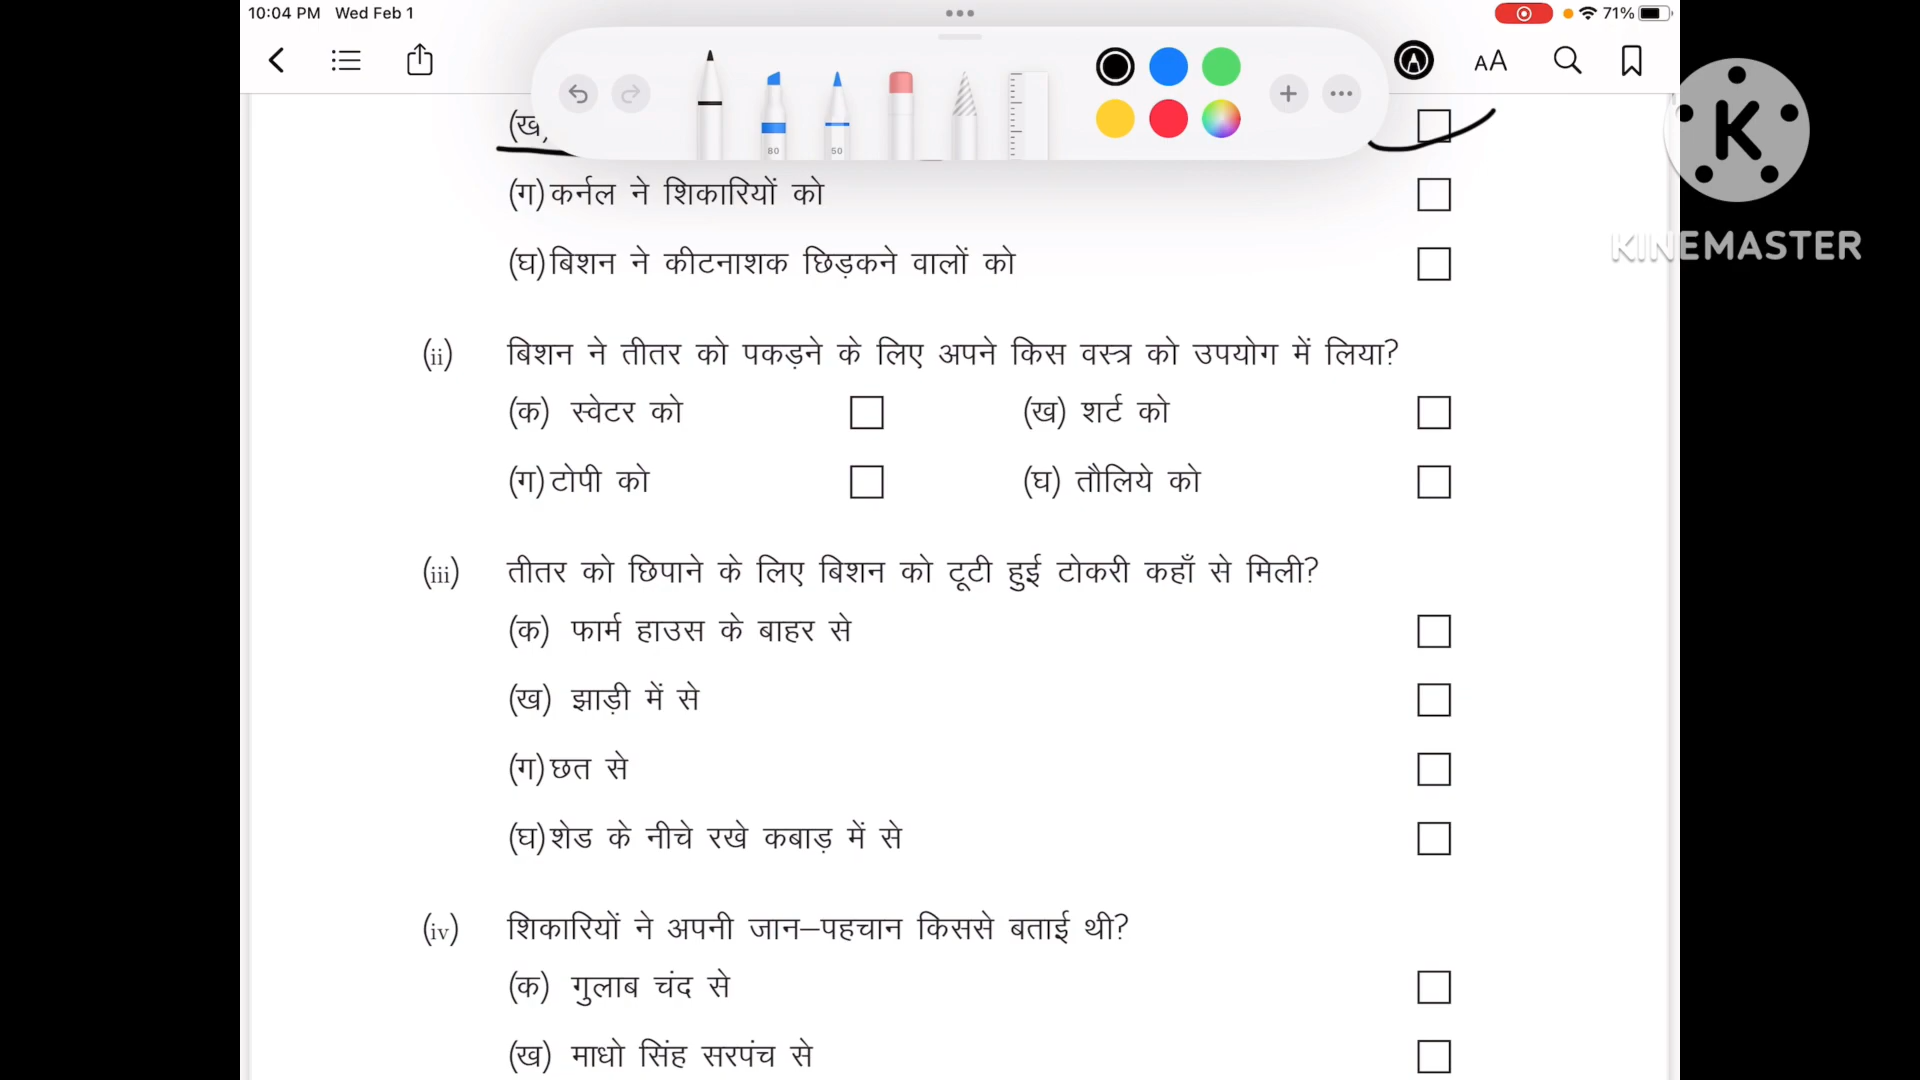 10:04 PM Wed Feb 1
71%
AA
80
50
K
KINEMASTER
(ख)
(ग) कर्नल ने शिकारियों को
(घ) बिशन ने कीटनाशक छिड़कने वालों को
(ii) बिशन ने तीतर को पकड़ने के लिए अपने किस वस्त्र को उपयोग में लिया?
(क) स्वेटर को (ख) शर्ट को
(ग) टोपी को (घ) तौलिये को
(iii) तीतर को छिपाने के लिए बिशन को टूटी हुई टोकरी कहाँ से मिली?
(क) फार्म हाउस के बाहर से
(ख) झाड़ी में से
(ग) छत से
(घ) शेड के नीचे रखे कबाड़ में से
(iv) शिकारियों ने अपनी जान–पहचान किससे बताई थी?
(क) गुलाब चंद से
(ख) माधो सिंह सरपंच से